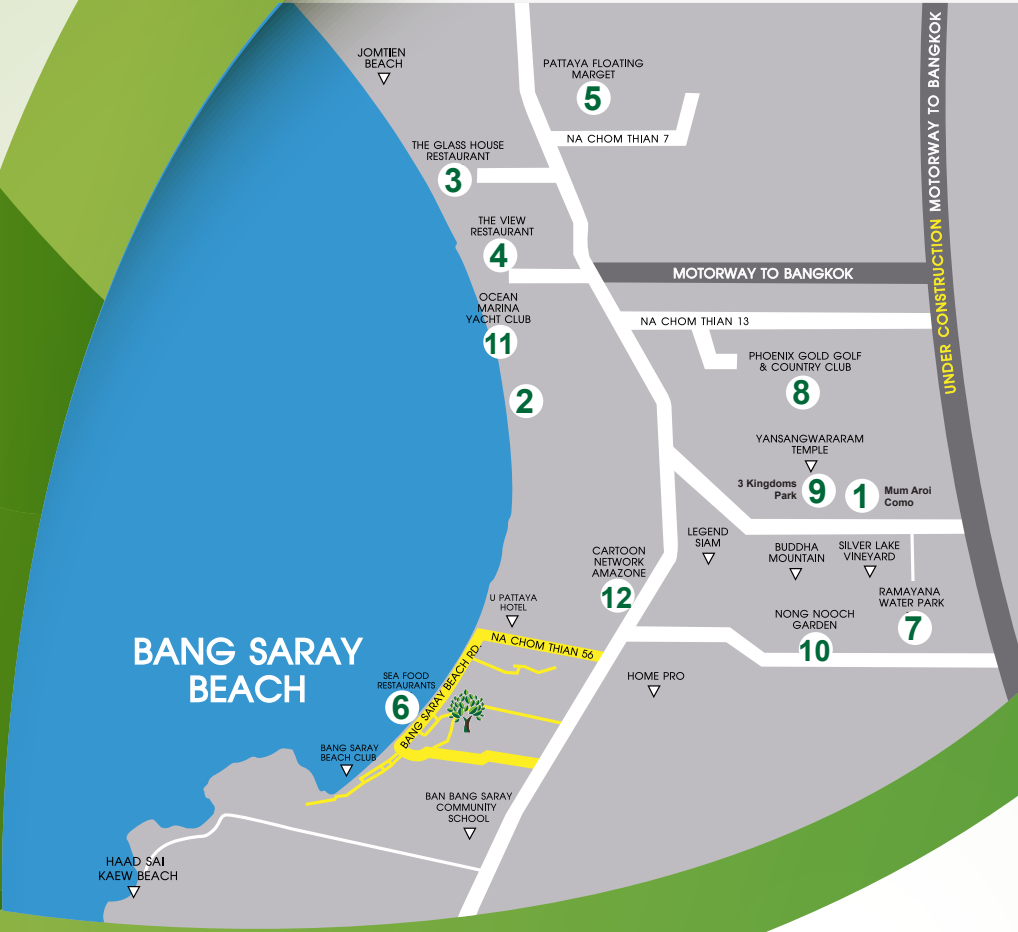 JOMTIEN
BEACH
PATTAYA FLOATING
MARGET
5
NA CHOM THIAN 7
THE GLASS HOUSE
RESTAURANT
3
THE VIEW
RESTAURANT
4
MOTORWAY TO BANGKOK
UNDER CONSTRUCTION MOTORWAY TO BANGKOK
OCEAN
MARINA
YACHT CLUB
11
NA CHOM THIAN 13
PHOENIX GOLD GOLF
& COUNTRY CLUB
8
2
YANSANGWARARAM
TEMPLE
3 Kingdoms
Park
9
1
Mum Aroi
Como
LEGEND
SIAM
BUDDHA
MOUNTAIN
SILVER LAKE
VINEYARD
CARTOON
NETWORK
AMAZONE
12
RAMAYANA
WATER PARK
7
U PATTAYA
HOTEL
NONG NOOCH
GARDEN
10
NA CHOM THIAN 56
BANG SARAY
BEACH
SEA FOOD
RESTAURANTS
6
BANG SARAY BEACH RD.
HOME PRO
BANG SARAY
BEACH CLUB
BAN BANG SARAY
COMMUNITY
SCHOOL
HAAD SAI
KAEW BEACH